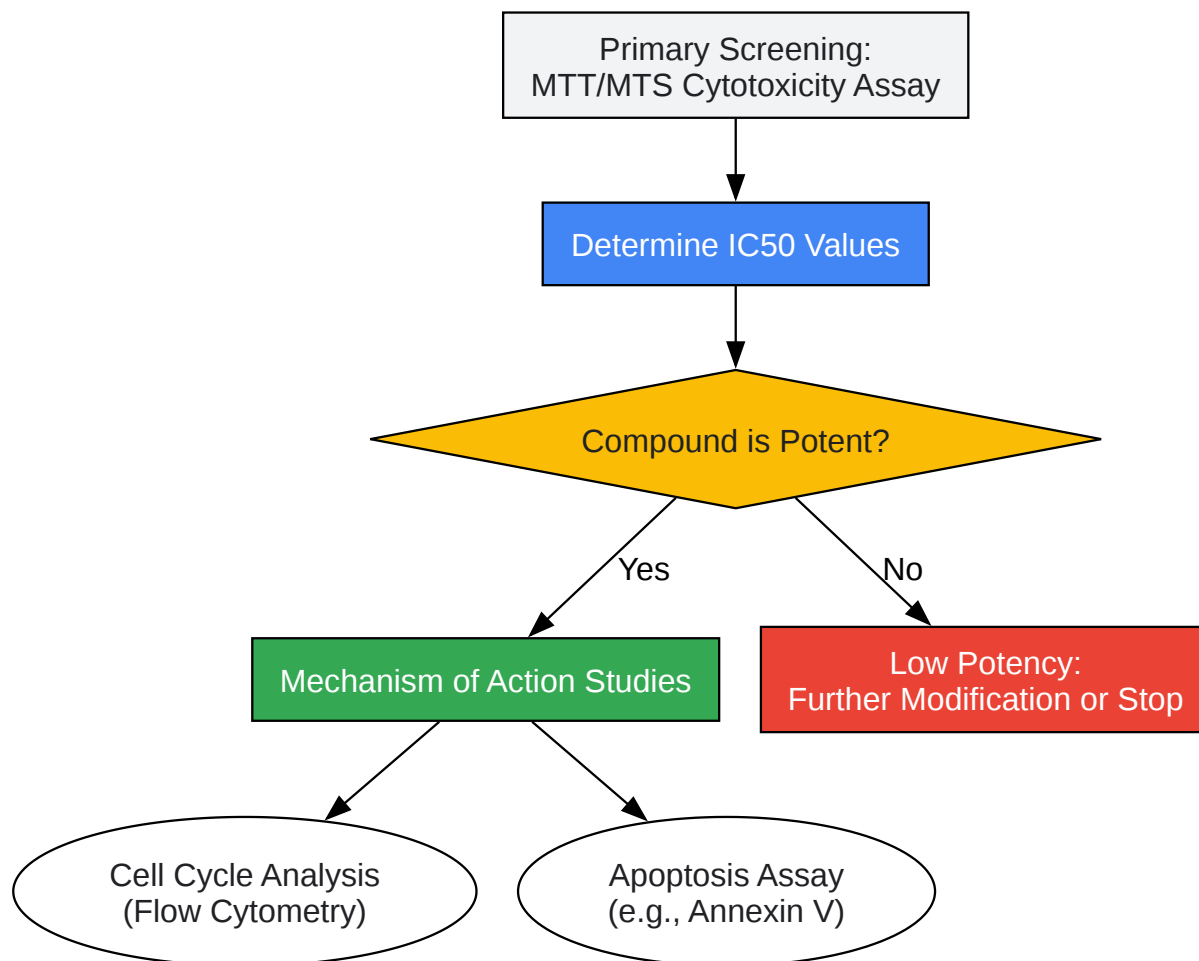 Primary Screening:
MTT/MTS Cytotoxicity Assay
Determine IC50 Values
Compound is Potent?
Yes
No
Mechanism of Action Studies
Low Potency:
Further Modification or Stop
Cell Cycle Analysis
(Flow Cytometry)
Apoptosis Assay
(e.g., Annexin V)